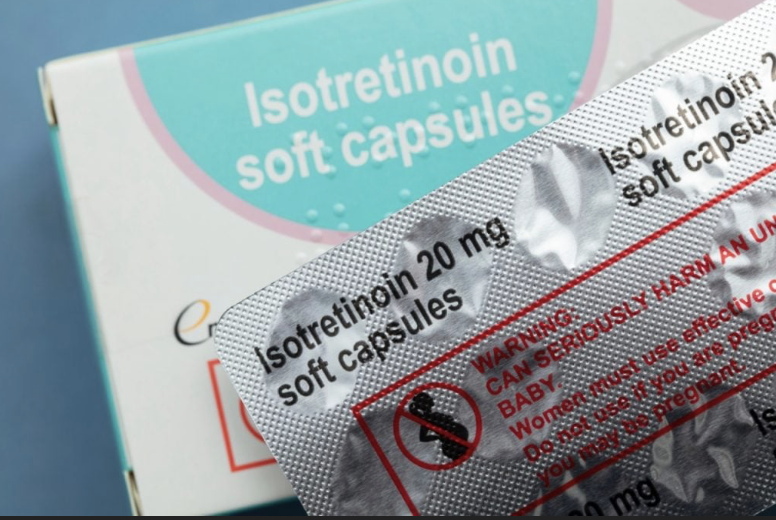 Isotretinoin
soft capsules
Isotretinoin 20 mg
soft capsules
Isotretinoin 2
soft capsul
WARNING:
CAN SERIOUSLY HARM AN UN
BABY.
Women must use effective
Do not use if you are preg
you may be pregnant.
20 mg